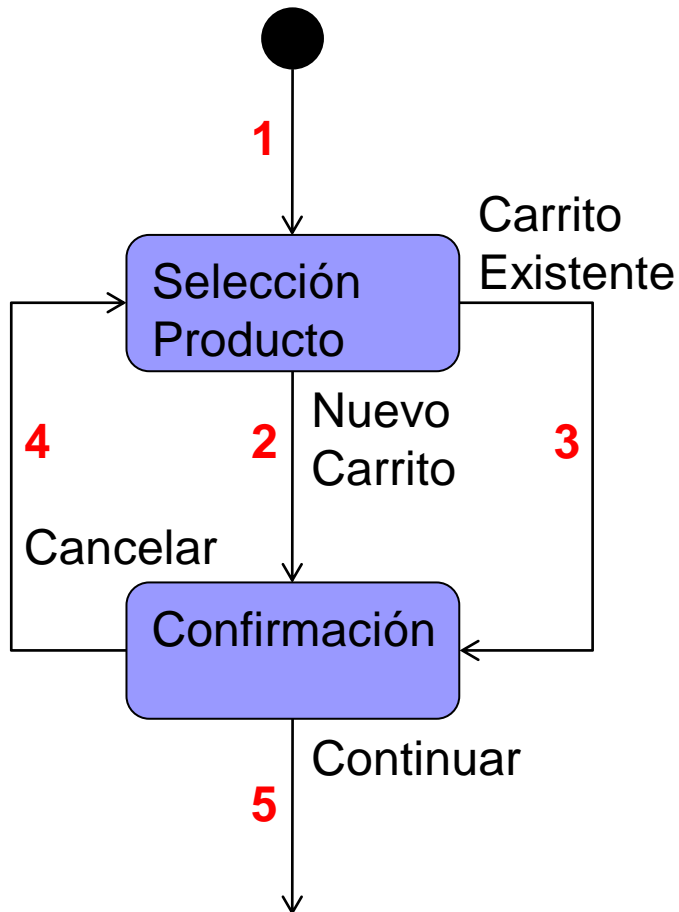 1
Carrito
Existente
Selección
Producto
4
2
Nuevo
Carrito
3
Cancelar
Confirmación
Continuar
5